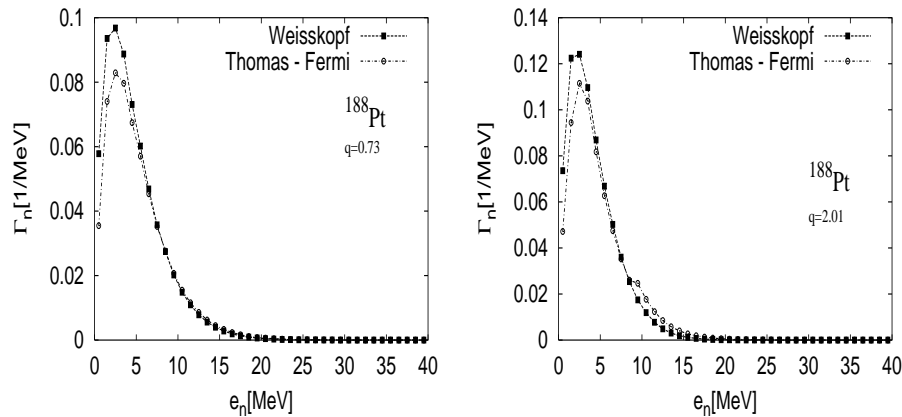 0.1
0.08
0.06
0.04
0.02
0
0 5 10 15 20 25 30 35 40
Γn[1/MeV]
en[MeV]
Weisskopf
Thomas - Fermi
188Pt
q=0.73
0.14
0.12
0.1
0.08
0.06
0.04
0.02
0
0 5 10 15 20 25 30 35 40
Γn[1/MeV]
en[MeV]
Weisskopf
Thomas - Fermi
188Pt
q=2.01